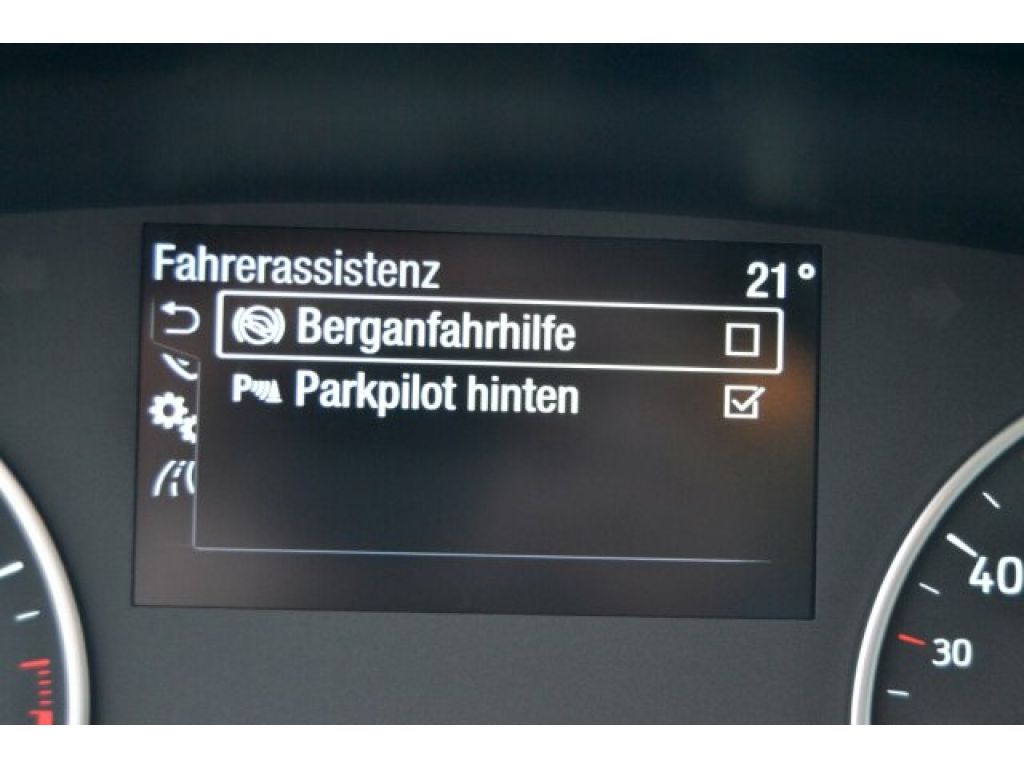 Fahrerassistenz 21°
Berganfahrhilfe
P Parkpilot hinten
40
30